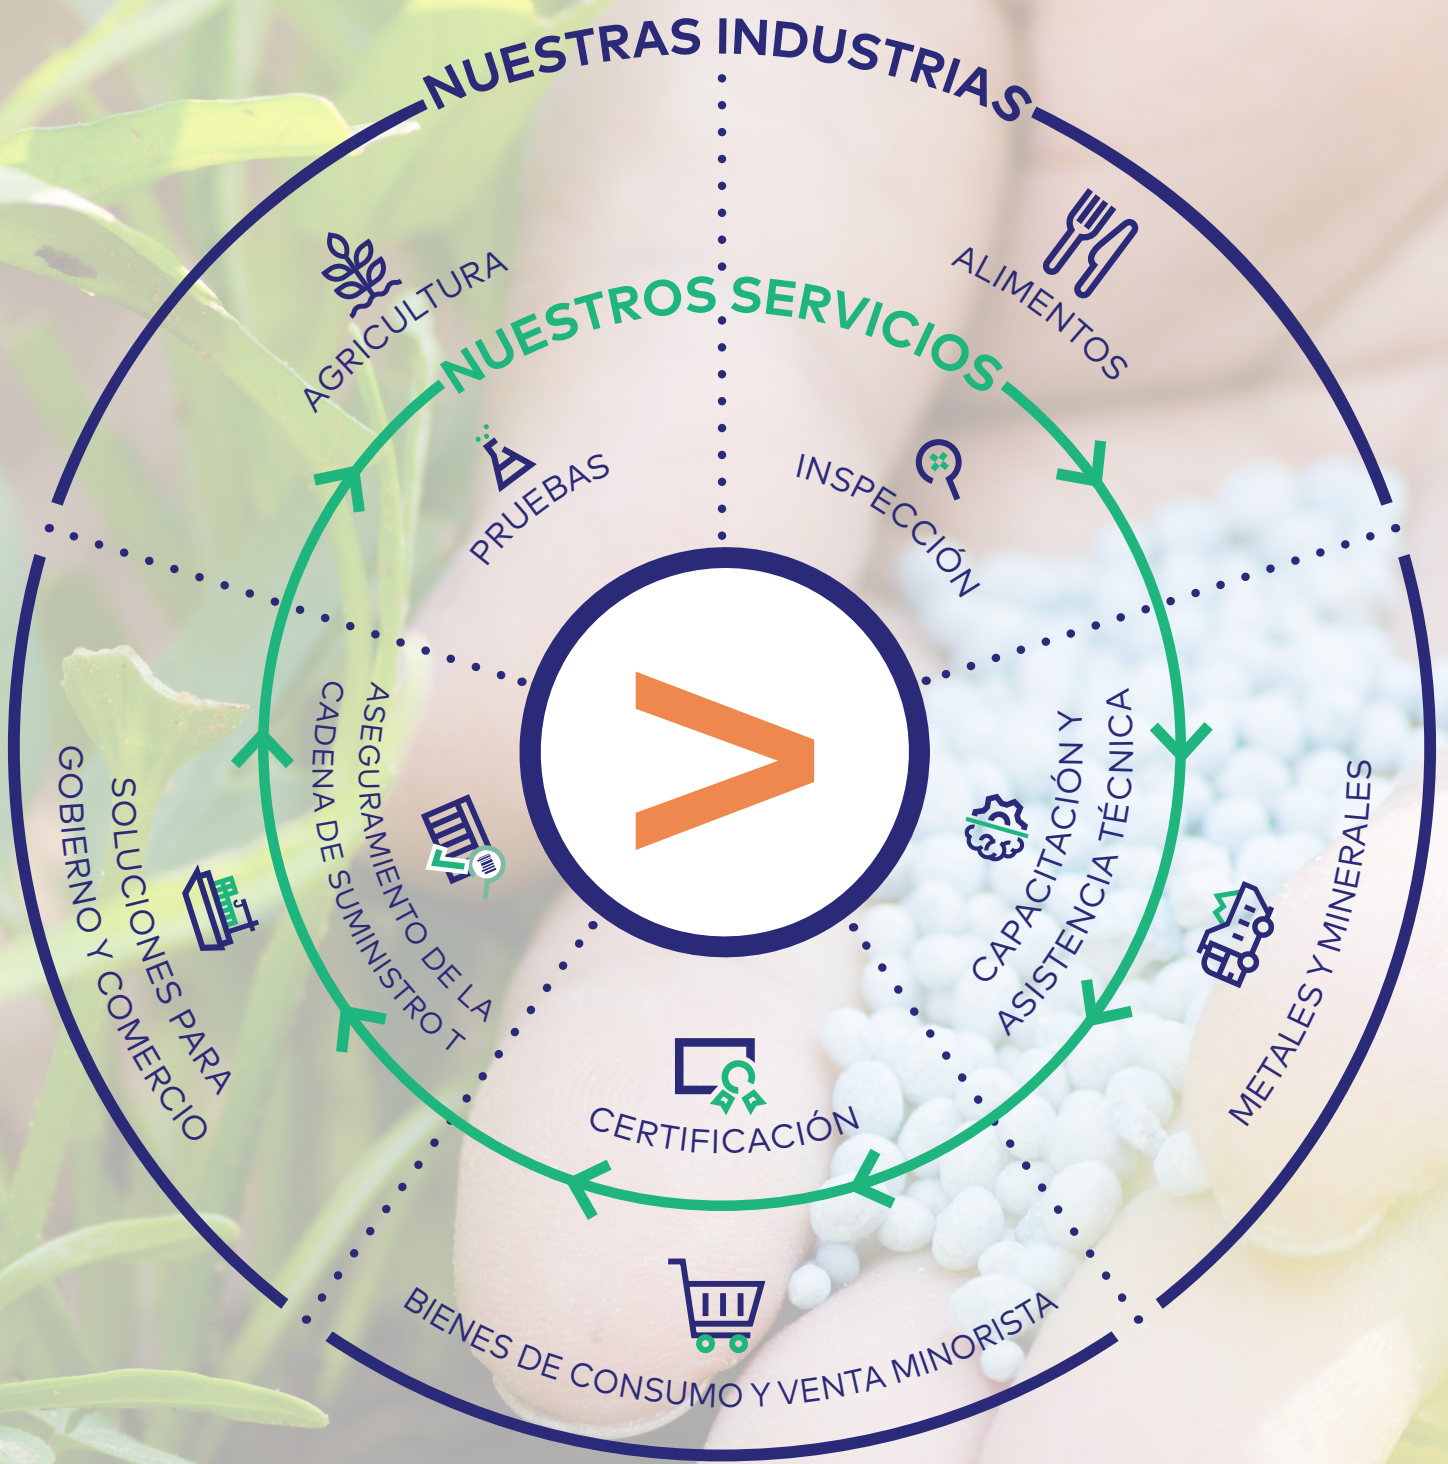 NUESTRAS INDUSTRIAS
AGRICULTURA
ALIMENTOS
NUESTROS SERVICIOS
PRUEBAS
INSPECCIÓN
ASEGURAMIENTO DE LA
CADENA DE SUMINISTRO T
CAPACITACIÓN Y
ASISTENCIA TÉCNICA
SOLUCIONES PARA
GOBIERNO Y COMERCIO
METALES Y MINERALES
CERTIFICACIÓN
BIENES DE CONSUMO Y VENTA MINORISTA